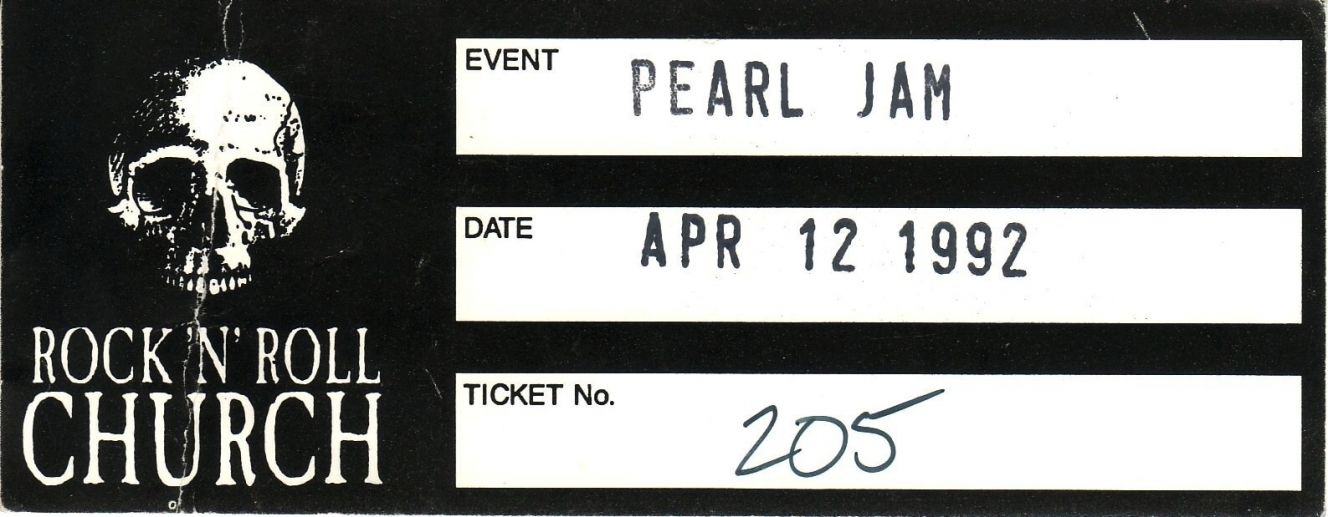 ROCK 'N' ROLL
CHURCH
EVENT PEARL JAM
DATE APR 12 1992
TICKET No. 205